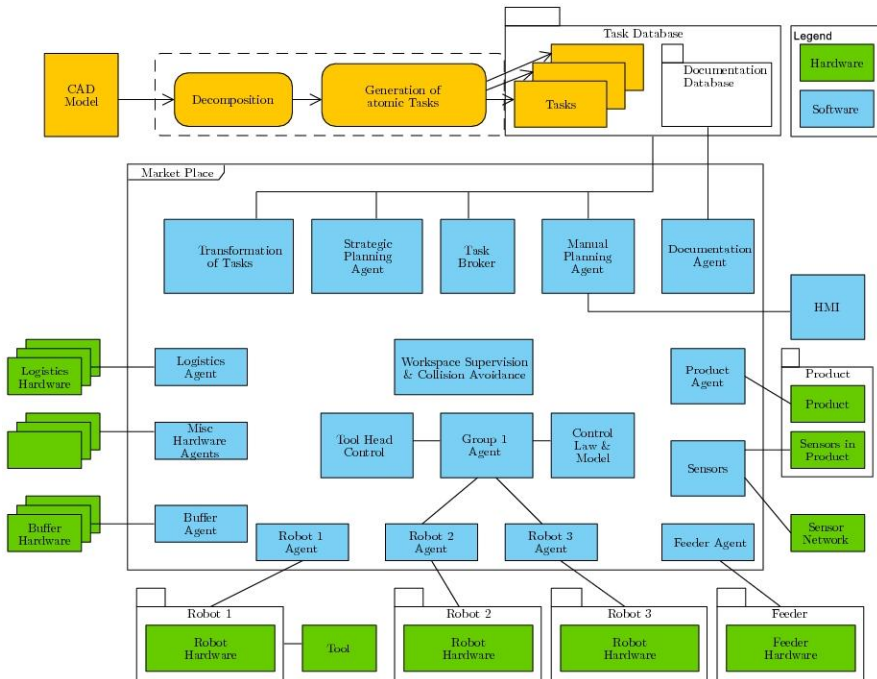 Task Database
Legend
CAD
Model
Decomposition
Generation of
atomic Tasks
Tasks
Documentation
Database
Hardware
Software
Market Place
Transformation
of Tasks
Strategic
Planning
Agent
Task
Broker
Manual
Planning
Agent
Documentation
Agent
HMI
Logistics
Hardware
Logistics
Agent
Workspace Supervision
& Collision Avoidance
Product
Agent
Product
Product
Misc
Hardware
Agents
Tool Head
Control
Group 1
Agent
Control
Law &
Model
Sensors
Sensors in
Product
Buffer
Hardware
Buffer
Agent
Robot 1
Agent
Robot 2
Agent
Robot 3
Agent
Feeder Agent
Sensor
Network
Robot 1
Robot
Hardware
Tool
Robot 2
Robot
Hardware
Robot 3
Robot
Hardware
Feeder
Feeder
Hardware